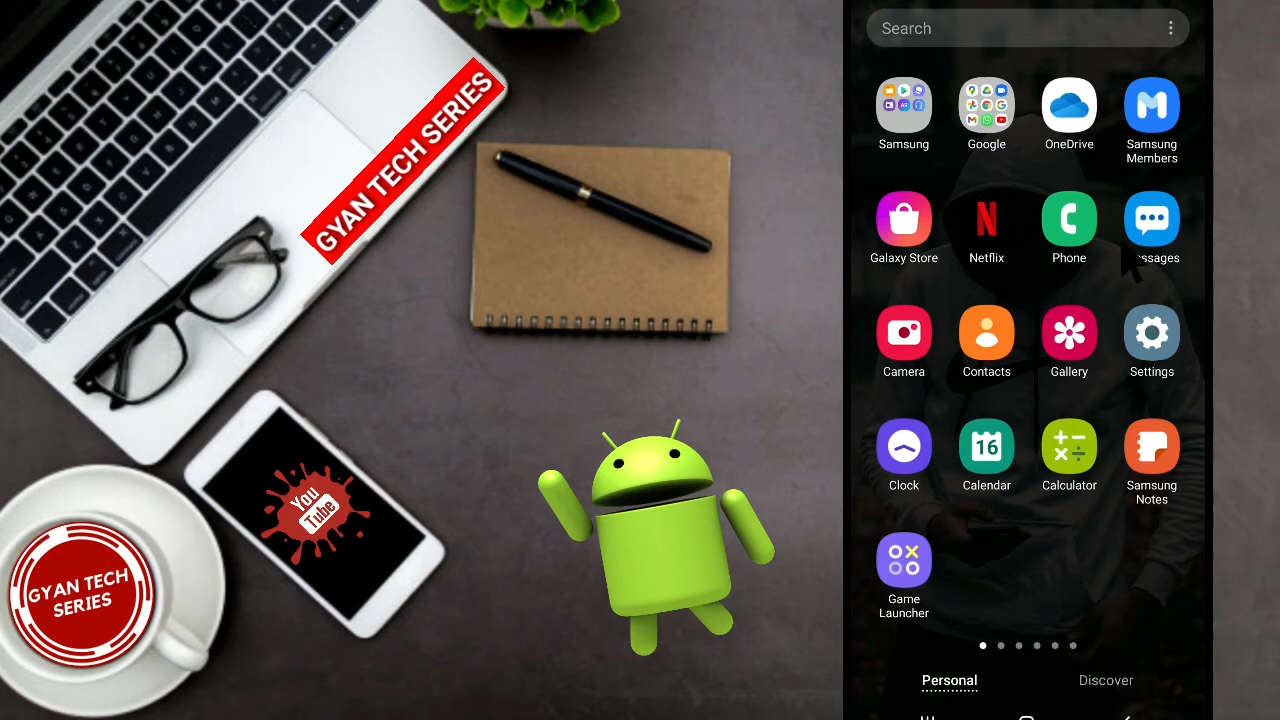 GYAN TECH SERIES
You
Tube
GYAN TECH
SERIES
Search
Samsung
Google
OneDrive
Samsung
Members
Galaxy Store
Netflix
Phone
ssages
Camera
Contacts
Gallery
Settings
Clock
16
Calendar
Calculator
Samsung
Notes
Game
Launcher
Personal
Discover